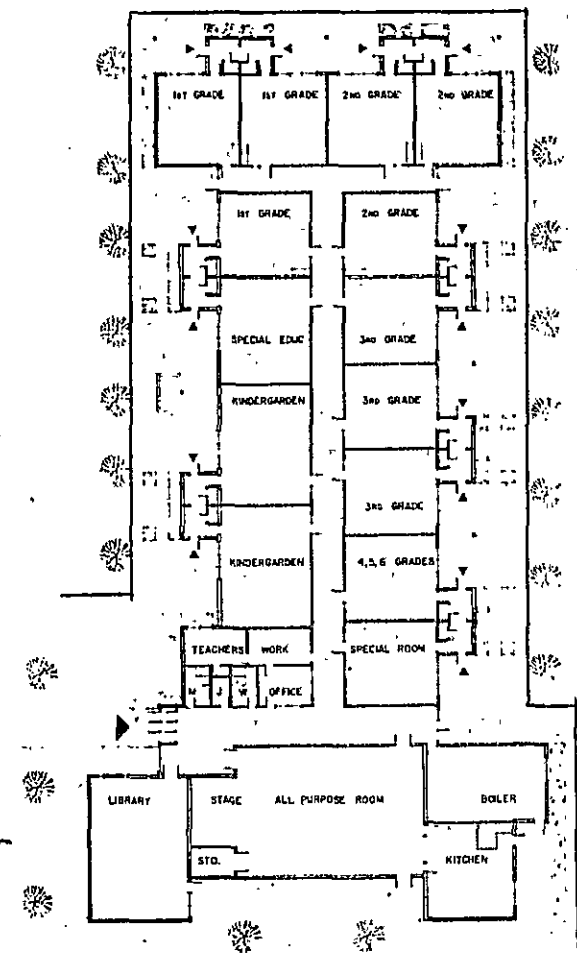 1ST GRADE 1ST GRADE 2ND GRADE 2ND GRADE
1ST GRADE 2ND GRADE
SPECIAL EDUC 3RD GRADE
KINDERGARDEN 3RD GRADE
3RD GRADE
KINDERGARDEN 4,5,6 GRADES
TEACHERS WORK SPECIAL ROOM
M J W OFFICE
LIBRARY STAGE ALL PURPOSE ROOM BOILER
STO. KITCHEN